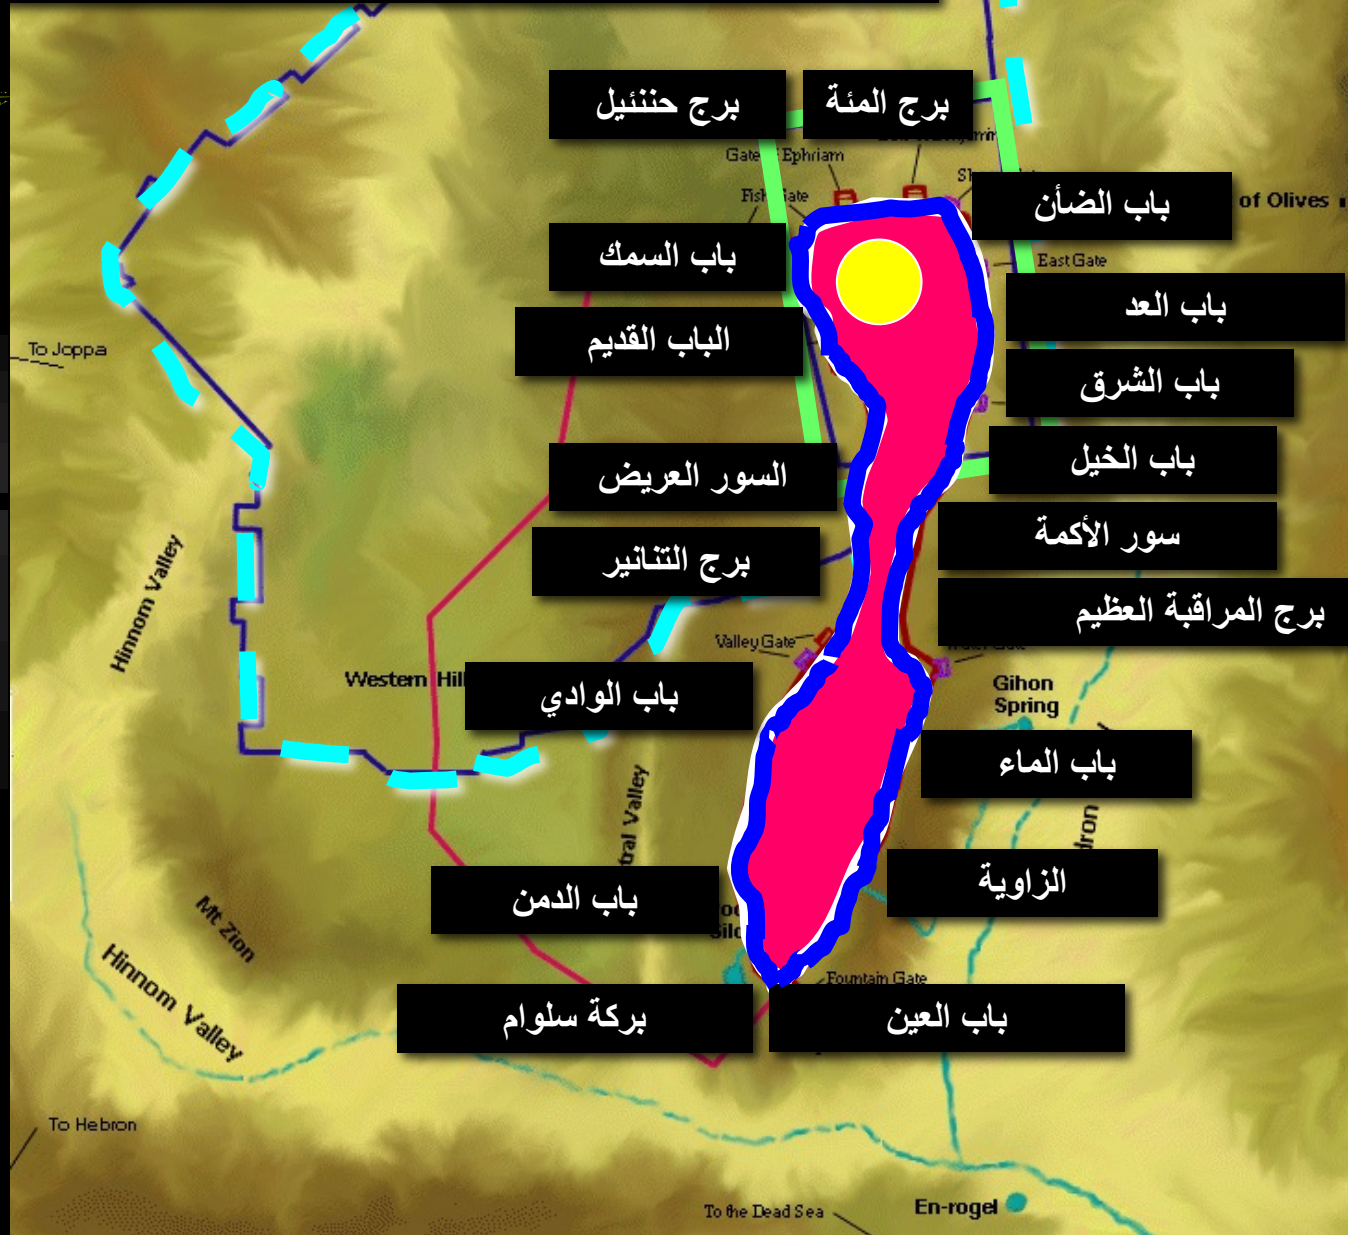 برج حننئيل
برج المئة
Gate
Ephriam
باب الضأن
of Olives
باب السمك
East Gate
باب العد
الباب القديم
To Joppa
باب الشرق
السور العريض
باب الخيل
برج التنانير
سور الأكمة
Hinnom Valley
برج المراقبة العظيم
Valley Gate
Western Hill
باب الوادي
Gihon
Spring
باب الماء
Valley
باب الدمن
الزاوية
Mt Zion
Hinnom Valley
Fountain Gate
بركة سلوام
باب العين
To Hebron
To the Dead Sea
En-rogel